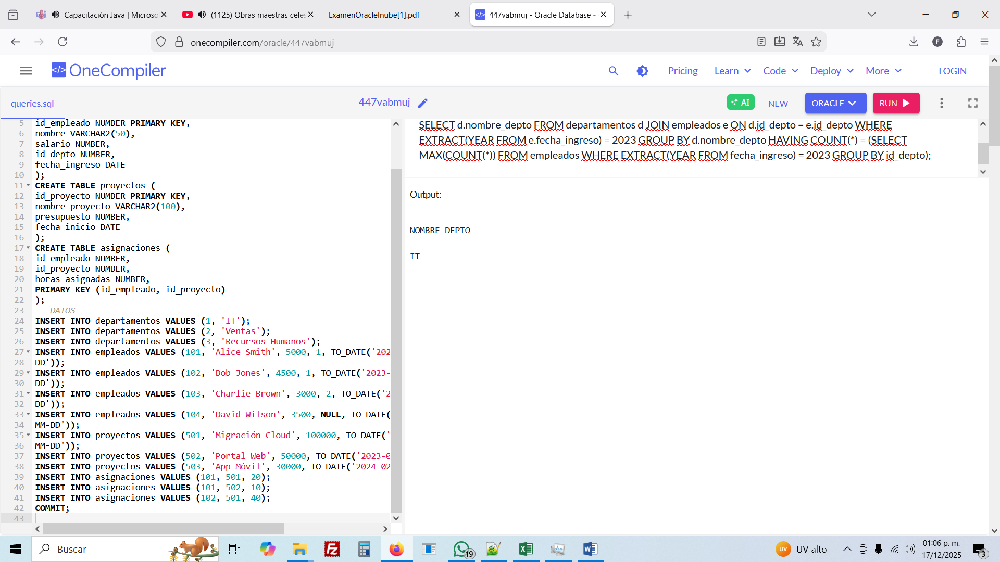 Capacitación Java | Microso
(1125) Obras maestras celes
ExamenOracleInube[1].pdf
447vabmuj - Oracle Database -
onecompiler.com/oracle/447vabmuj
F
</> OneCompiler
Pricing
Learn
Code
Deploy
More
LOGIN
queries.sql
447vabmuj
AI
NEW
ORACLE
RUN
5 id_empleado NUMBER PRIMARY KEY,
6 nombre VARCHAR2(50),
7 salario NUMBER,
8 id_depto NUMBER,
9 fecha_ingreso DATE
10 );
11 CREATE TABLE proyectos (
12 id_proyecto NUMBER PRIMARY KEY,
13 nombre_proyecto VARCHAR2(100),
14 presupuesto NUMBER,
15 fecha_inicio DATE
16 );
17 CREATE TABLE asignaciones (
18 id_empleado NUMBER,
19 id_proyecto NUMBER,
20 horas_asignadas NUMBER,
21 PRIMARY KEY (id_empleado, id_proyecto)
22 );
23 -- DATOS
24 INSERT INTO departamentos VALUES (1, 'IT');
25 INSERT INTO departamentos VALUES (2, 'Ventas');
26 INSERT INTO departamentos VALUES (3, 'Recursos Humanos');
27 INSERT INTO empleados VALUES (101, 'Alice Smith', 5000, 1, TO_DATE('202
28 DD'));
29 INSERT INTO empleados VALUES (102, 'Bob Jones', 4500, 1, TO_DATE('2023-
30 DD'));
31 INSERT INTO empleados VALUES (103, 'Charlie Brown', 3000, 2, TO_DATE('2
32 DD'));
33 INSERT INTO empleados VALUES (104, 'David Wilson', 3500, NULL, TO_DATE(
34 MM-DD'));
35 INSERT INTO proyectos VALUES (501, 'Migración Cloud', 100000, TO_DATE('
36 MM-DD'));
37 INSERT INTO proyectos VALUES (502, 'Portal Web', 50000, TO_DATE('2023-0
38 INSERT INTO proyectos VALUES (503, 'App Móvil', 30000, TO_DATE('2024-02
39 INSERT INTO asignaciones VALUES (101, 501, 20);
40 INSERT INTO asignaciones VALUES (101, 502, 10);
41 INSERT INTO asignaciones VALUES (102, 501, 40);
42 COMMIT;
43
SELECT d.nombre_depto FROM departamentos d JOIN empleados e ON d.id_depto = e.id_depto WHERE
EXTRACT(YEAR FROM e.fecha_ingreso) = 2023 GROUP BY d.nombre_depto HAVING COUNT(*) = (SELECT
MAX(COUNT(*)) FROM empleados WHERE EXTRACT(YEAR FROM fecha_ingreso) = 2023 GROUP BY id_depto);
Output:
NOMBRE_DEPTO
--------------------------------------------------
IT
Buscar
19
UV
UV alto
01:06 p. m.
17/12/2025
3